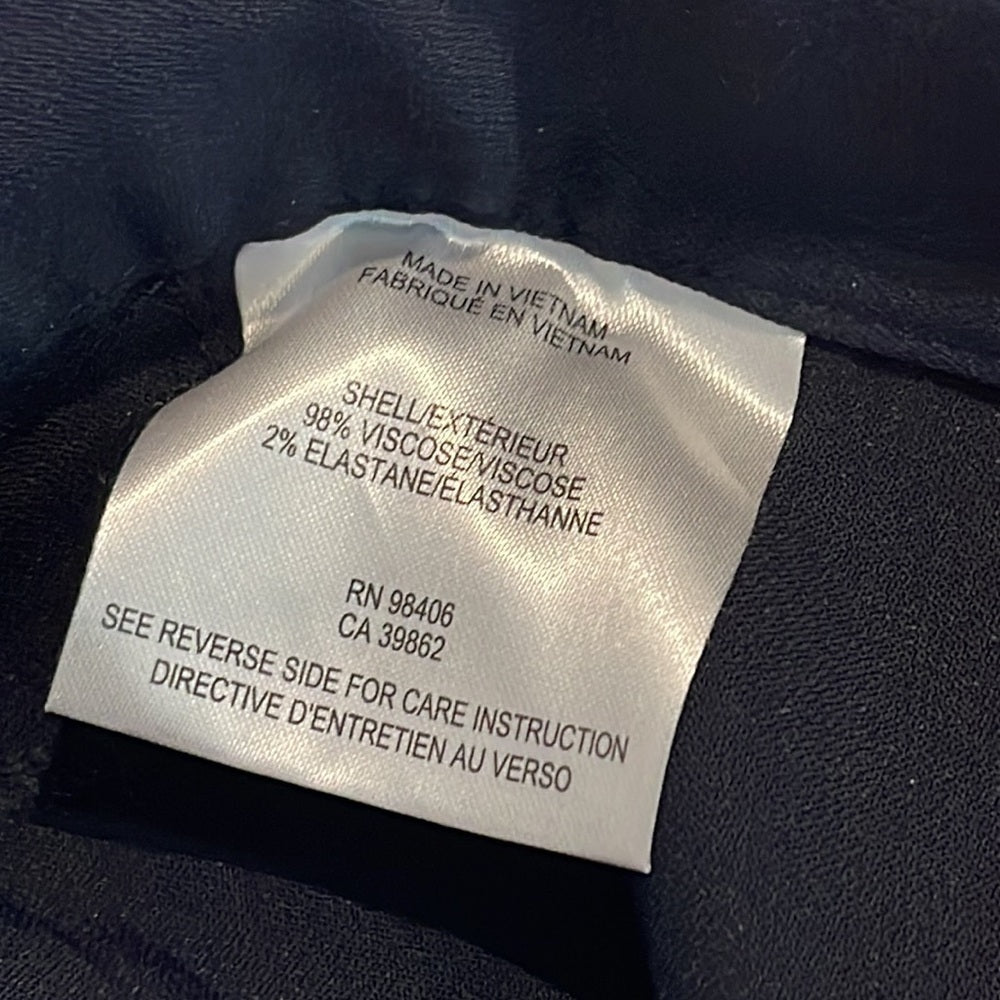 MADE IN VIETNAM
FABRIQUÉ EN VIETNAM
SHELL/EXTÉRIEUR
98% VISCOSE/VISCOSE
2% ELASTANE/ÉLASTHANNE
RN 98406
CA 39862
SEE REVERSE SIDE FOR CARE INSTRUCTION
DIRECTIVE D'ENTRETIEN AU VERSO